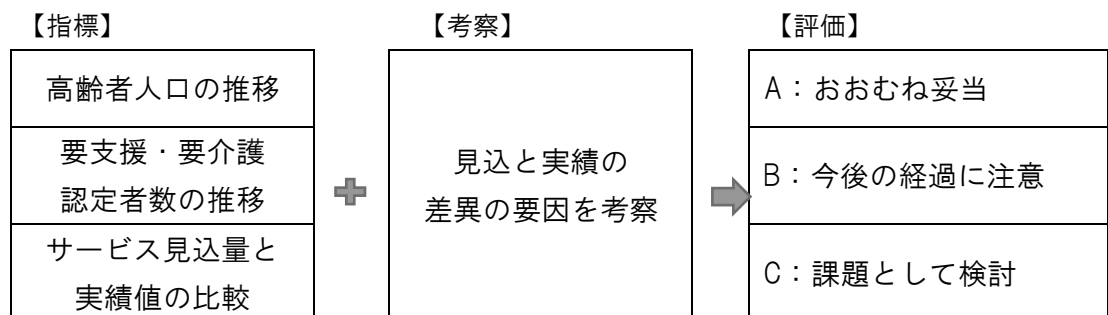 【指標】
高齢者人口の推移
要支援・要介護
認定者数の推移
サービス見込量と
実績値の比較
【考察】
見込と実績の
差異の要因を考察
【評価】
A：おおむね妥当
B：今後の経過に注意
C：課題として検討